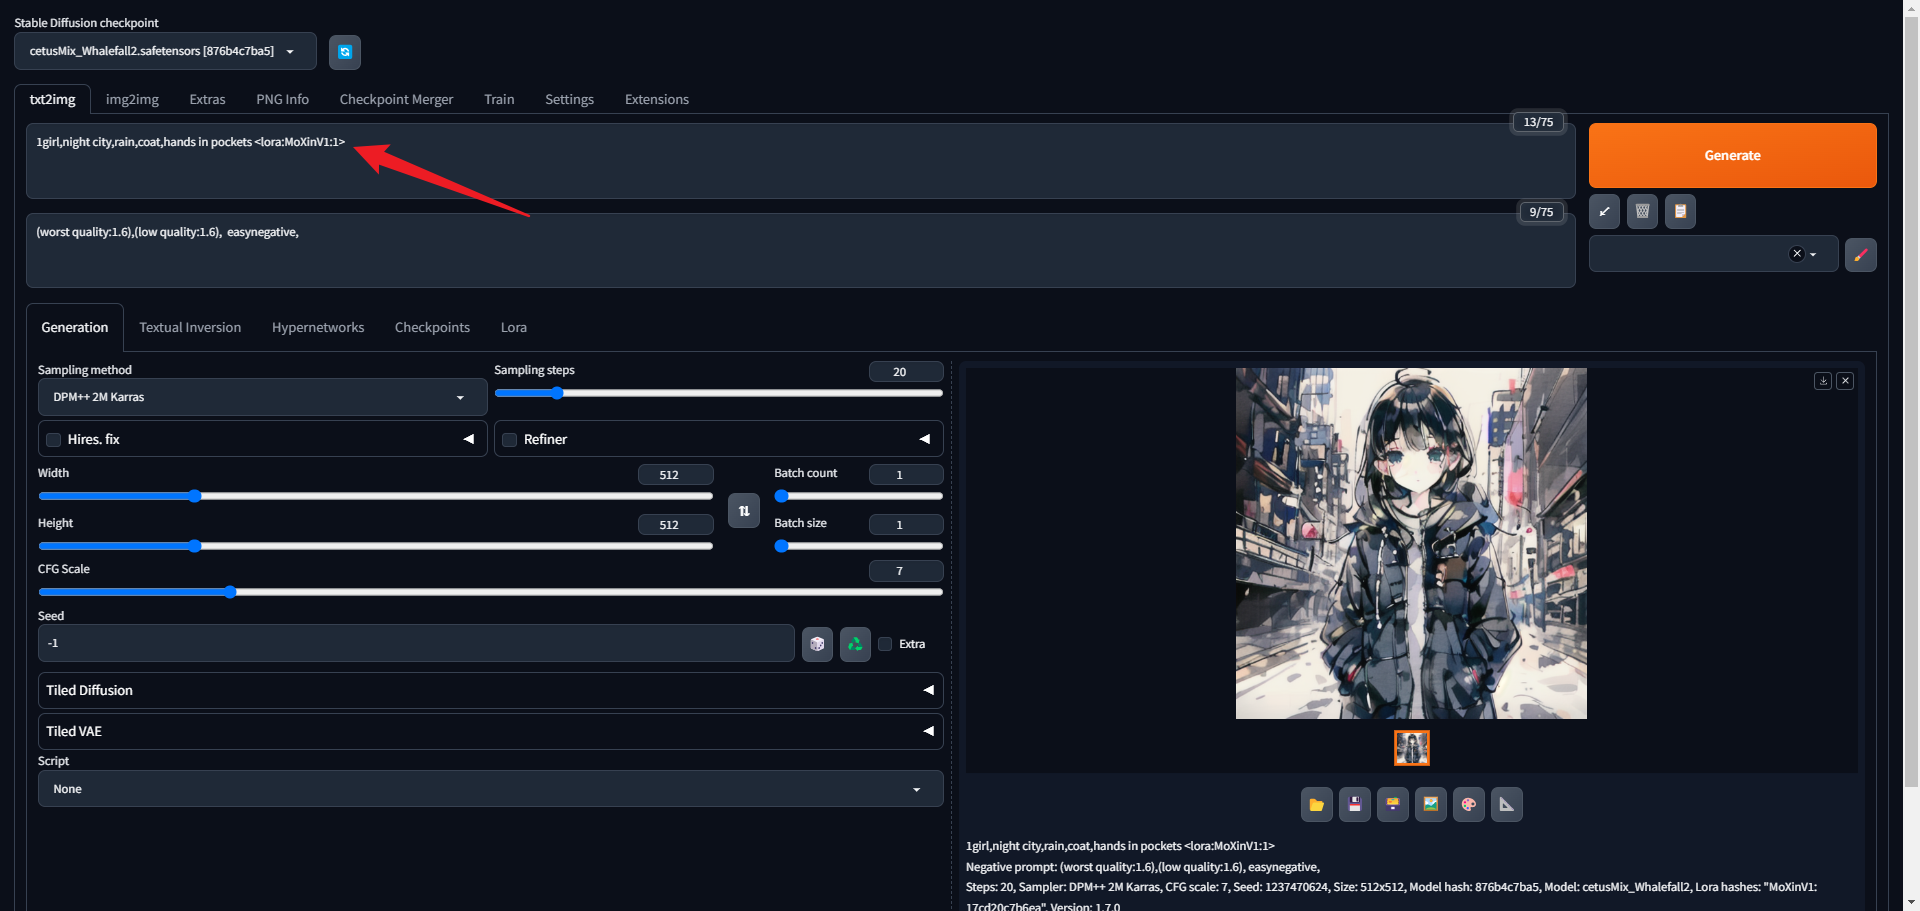 Stable Diffusion checkpoint
cetusMix_Whalefall2.safetensors [876b4c7ba5]
txt2img img2img Extras PNG Info Checkpoint Merger Train Settings Extensions
13/75
1girl,night city,rain,coat,hands in pockets <lora:MoXinV1:1>
Generate
9/75
(worst quality:1.6),(low quality:1.6), easynegative,
Generation Textual Inversion Hypernetworks Checkpoints Lora
Sampling method
DPM++ 2M Karras
Sampling steps
20
Hires. fix
Refiner
Width
512
Batch count
1
Height
512
Batch size
1
CFG Scale
7
Seed
-1
Extra
Tiled Diffusion
Tiled VAE
Script
None
1girl,night city,rain,coat,hands in pockets <lora:MoXinV1:1>
Negative prompt: (worst quality:1.6),(low quality:1.6), easynegative,
Steps: 20, Sampler: DPM++ 2M Karras, CFG scale: 7, Seed: 1237470624, Size: 512x512, Model hash: 876b4c7ba5, Model: cetusMix_Whalefall2, Lora hashes: "MoXinV1:
17cd20c7b6ea", Version: 1.7.0